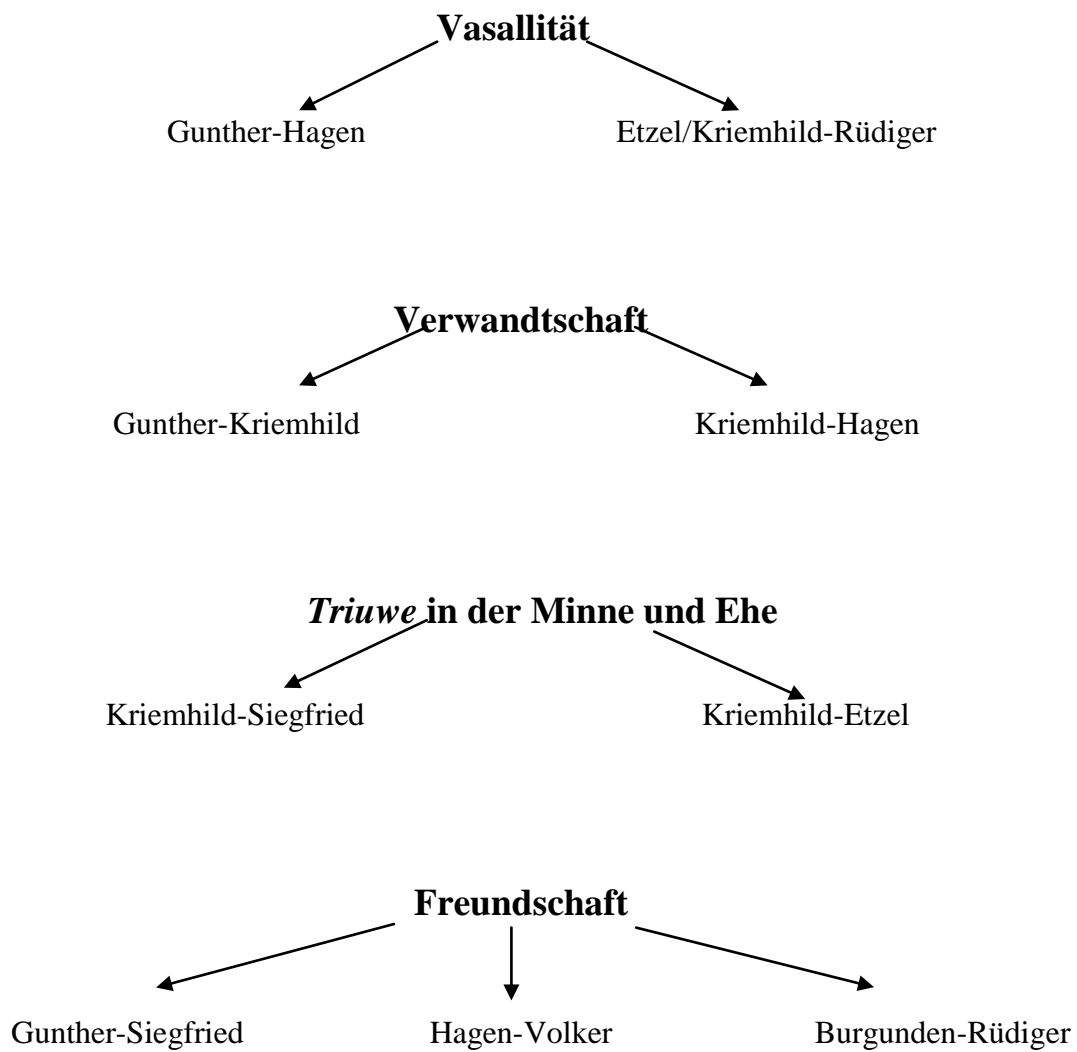 Vasallität
Gunther-Hagen Etzel/Kriemhild-Rüdiger
Verwandtschaft
Gunther-Kriemhild Kriemhild-Hagen
Triuwe in der Minne und Ehe
Kriemhild-Siegfried Kriemhild-Etzel
Freundschaft
Gunther-Siegfried Hagen-Volker Burgunden-Rüdiger